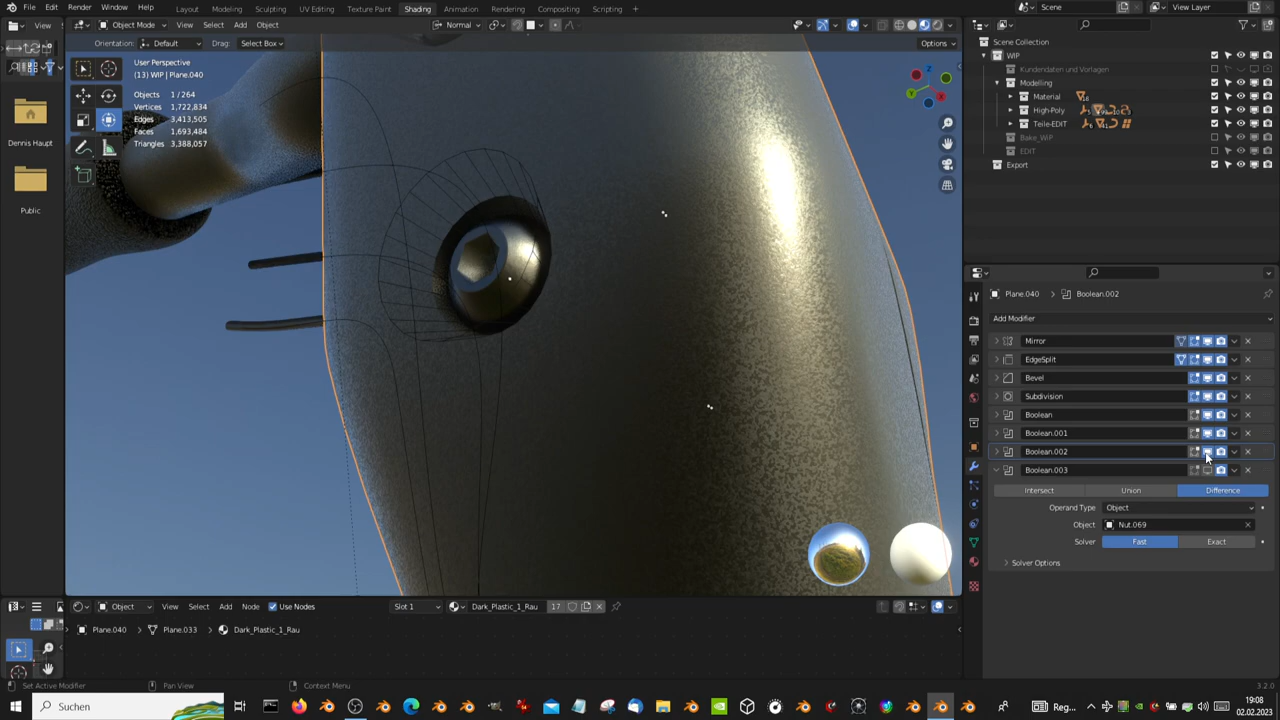 File Edit Render Window Help Layout Modeling Sculpting UV Editing Texture Paint Shading Animation Rendering Compositing Scripting Scene View Layer
View Object Mode View Select Add Object Normal
Orientation: Default Drag: Select Box Options
User Perspective
(13) WIP | Plane.040
Objects 1 / 264
Vertices 1,722,834
Edges 3,413,505
Faces 1,693,484
Triangles 3,388,057
Dennis Haupt
Public
Scene Collection
WIP
Kundendaten und Vorlagen
Modelling
Material
High-Poly
Teile-EDIT
Bake_WIP
EDIT
Export
Plane.040 > Boolean.002
Add Modifier
Mirror
EdgeSplit
Bevel
Subdivision
Boolean
Boolean.001
Boolean.002
Boolean.003
Intersect Union Difference
Operand Type Object
Object Nut.069
Solver Fast Exact
Solver Options
Object View Select Add Node Use Nodes Slot 1 Dark_Plastic_1_Rau 17
Plane.040 > Plane.033 > Dark_Plastic_1_Rau
Set Active Modifier Pan View Context Menu 3.2.0
Suchen Reg... 19:08
02.02.2023